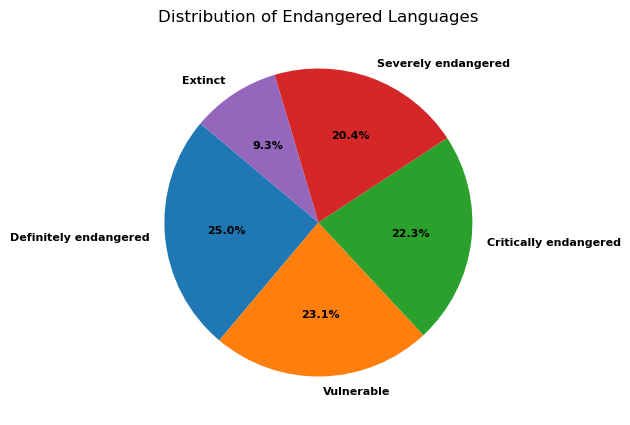 Distribution of Endangered Languages
Severely endangered
Extinct
20.4%
9.3%
Definitely endangered
25.0%
22.3%
Critically endangered
23.1%
Vulnerable